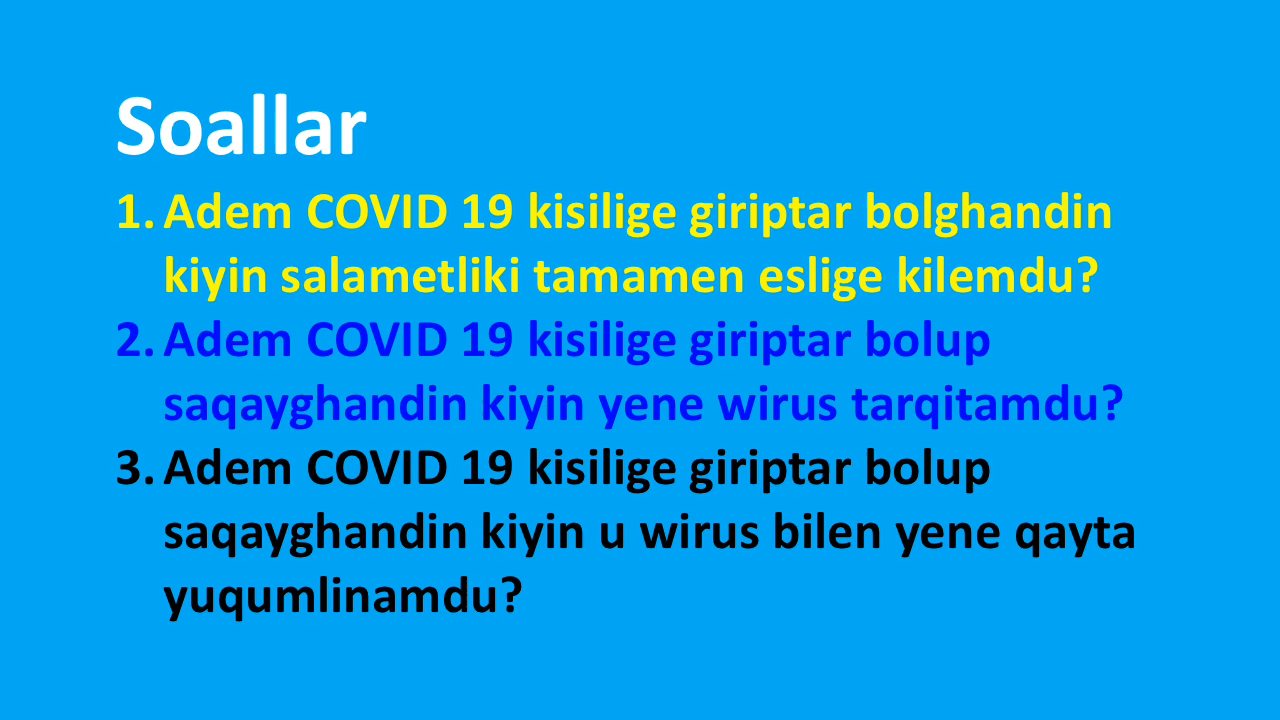 Soallar
1. Adem COVID 19 kisilige giriptar bolghandin
kiyin salametliki tamamen eslige kilemdu?
2. Adem COVID 19 kisilige giriptar bolup
saqayghandin kiyin yene wirus tarqitamdu?
3. Adem COVID 19 kisilige giriptar bolup
saqayghandin kiyin u wirus bilen yene qayta
yuqumlinamdu?